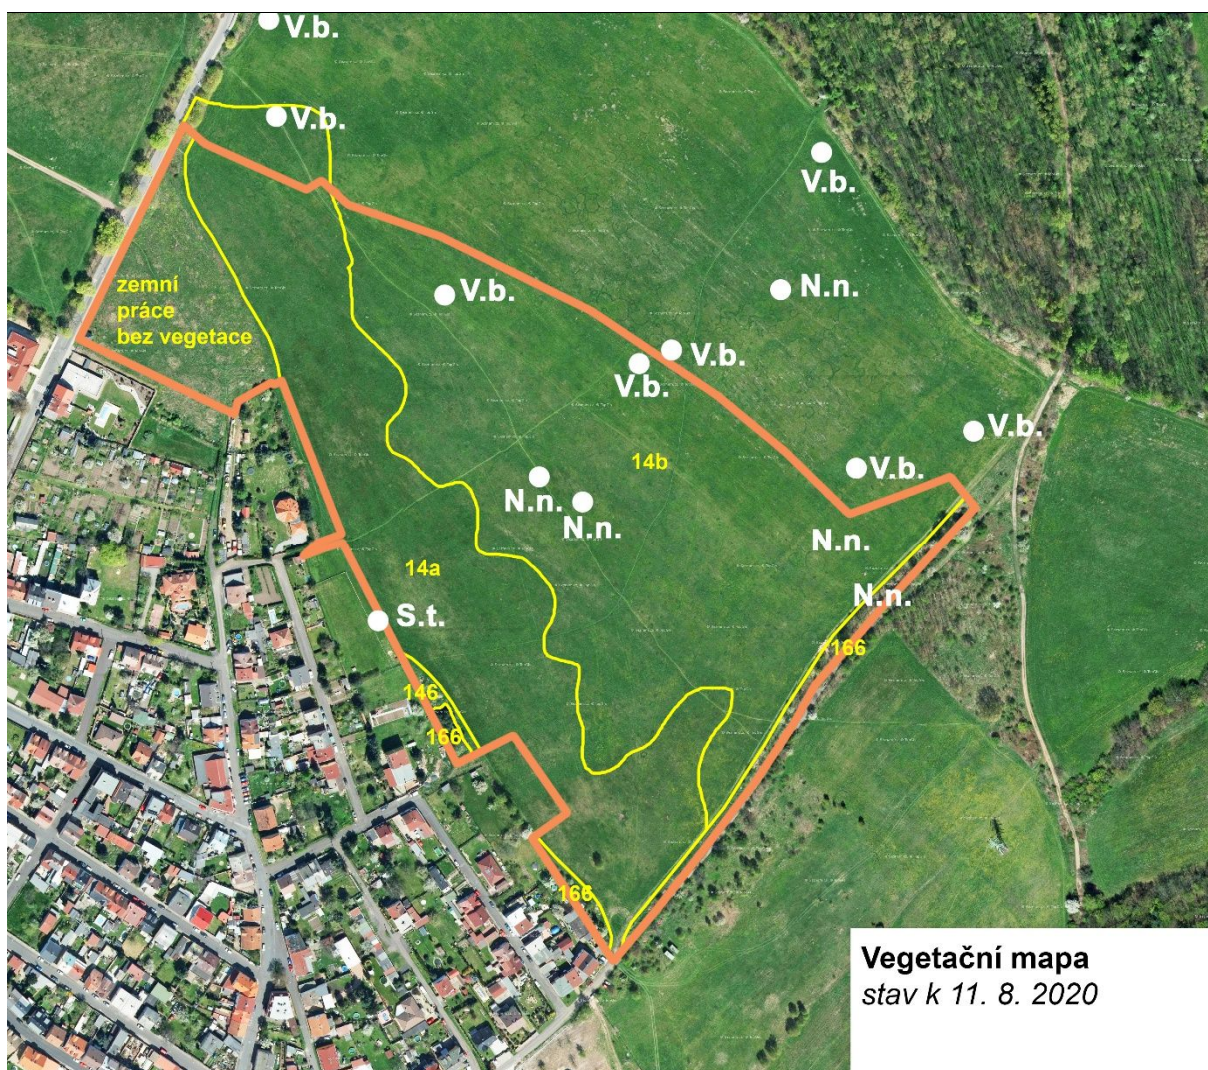 V.b.
V.b.
V.b.
zemní
práce
bez vegetace
V.b.
N.n.
V.b.
V.b.
V.b.
14b
V.b.
N.n.
N.n.
N.n.
14a
N.n.
S.t.
166
146
166
166
Vegetační mapa
stav k 11. 8. 2020